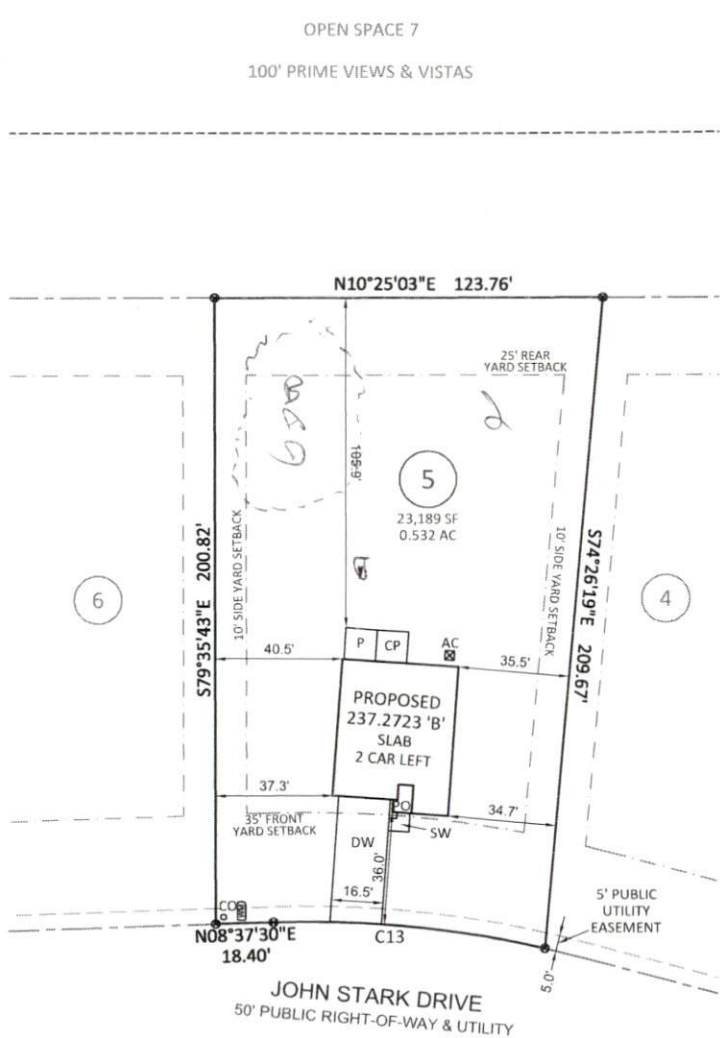 OPEN SPACE 7
100' PRIME VIEWS & VISTAS
N10°25'03"E 123.76'
25' REAR
YARD SETBACK
105.9'
5
23,189 SF
0.532 AC
S79°35'43"E 200.82'
10' SIDE YARD SETBACK
10' SIDE YARD SETBACK
S74°26'19"E 209.67'
6
4
P
CP
AC
40.5'
35.5'
PROPOSED
237.2723 'B'
SLAB
2 CAR LEFT
37.3'
34.7'
35' FRONT
YARD SETBACK
PO
SW
DW
36.0'
16.5'
CO
5' PUBLIC
UTILITY
EASEMENT
N08°37'30"E
18.40'
C13
5.0'
JOHN STARK DRIVE
50' PUBLIC RIGHT-OF-WAY & UTILITY